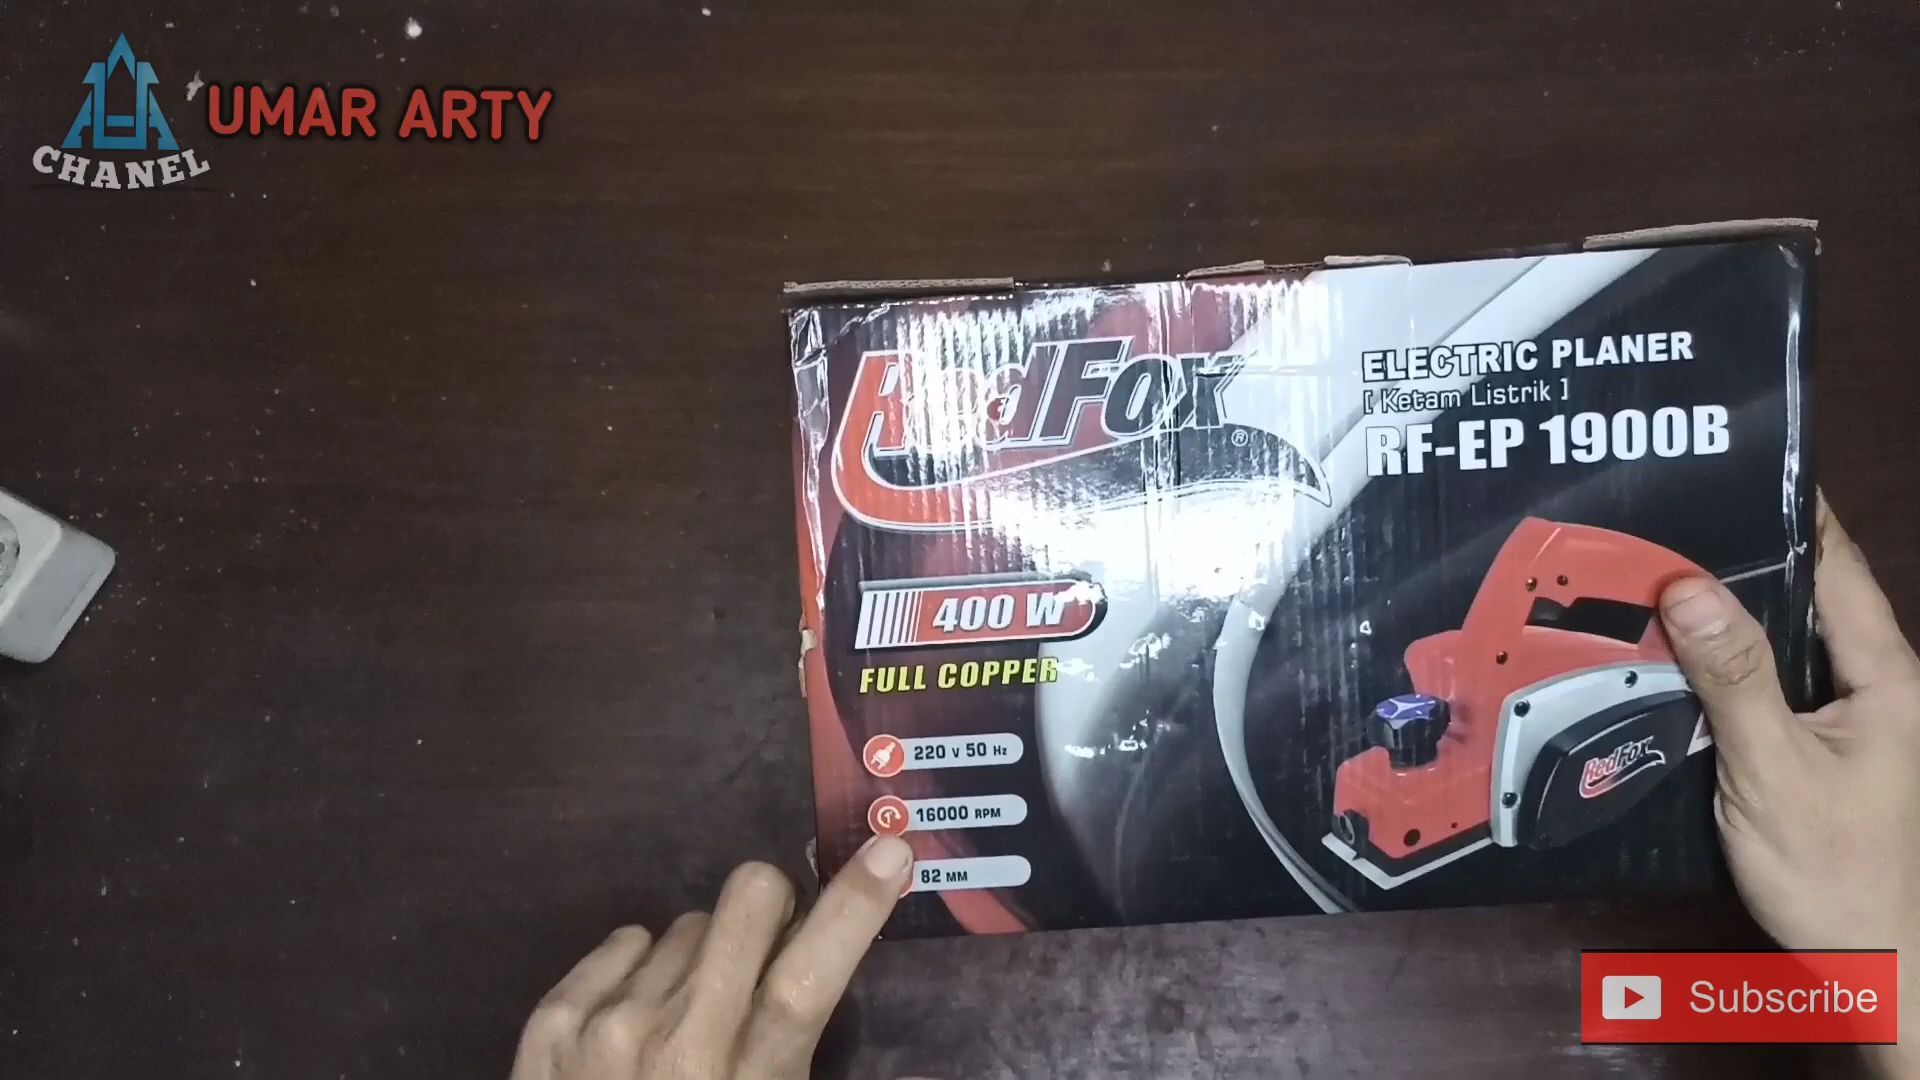 UMAR ARTY
CHANEL
RedFox®
ELECTRIC PLANER
[ Ketam Listrik ]
RF-EP 1900B
400 W
FULL COPPER
220 V 50 Hz
16000 RPM
82 MM
RedFox
Subscribe